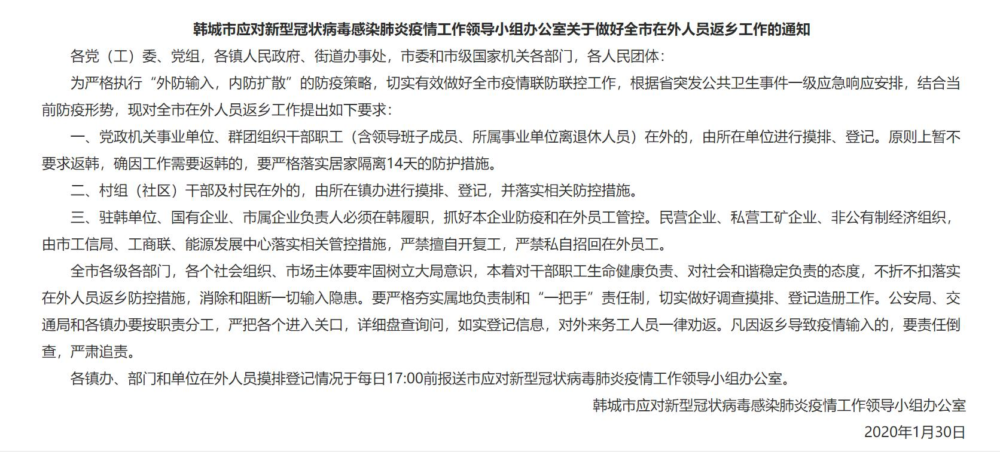 韩城市应对新型冠状病毒感染肺炎疫情工作领导小组办公室关于做好全市在外人员返乡工作的通知
各党（工）委、党组，各镇人民政府、街道办事处，市委和市级国家机关各部门，各人民团体：
为严格执行“外防输入，内防扩散”的防疫策略，切实有效做好全市疫情联防联控工作，根据省突发公共卫生事件一级应急响应安排，结合当
前防疫形势，现对全市在外人员返乡工作提出如下要求：
一、党政机关事业单位、群团组织干部职工（含领导班子成员、所属事业单位离退休人员）在外的，由所在单位进行摸排、登记。原则上暂不
要求返韩，确因工作需要返韩的，要严格落实居家隔离14天的防护措施。
二、村组（社区）干部及村民在外的，由所在镇办进行摸排、登记，并落实相关防控措施。
三、驻韩单位、国有企业、市属企业负责人必须在韩履职，抓好本企业防疫和在外员工管控。民营企业、私营工矿企业、非公有制经济组织，
由市工信局、工商联、能源发展中心落实相关管控措施，严禁擅自开复工，严禁私自招回在外员工。
全市各级各部门，各个社会组织、市场主体要牢固树立大局意识，本着对干部职工生命健康负责、对社会和谐稳定负责的态度，不折不扣落实
在外人员返乡防控措施，消除和阻断一切输入隐患。要严格夯实属地负责制和“一把手”责任制，切实做好调查摸排、登记造册工作。公安局、交
通局和各镇办要按职责分工，严把各个进入关口，详细盘查询问，如实登记信息，对外来务工人员一律劝返。凡因返乡导致疫情输入的，要责任倒
查，严肃追责。
各镇办、部门和单位在外人员摸排登记情况于每日17:00前报送市应对新型冠状病毒肺炎疫情工作领导小组办公室。
韩城市应对新型冠状病毒感染肺炎疫情工作领导小组办公室
2020年1月30日